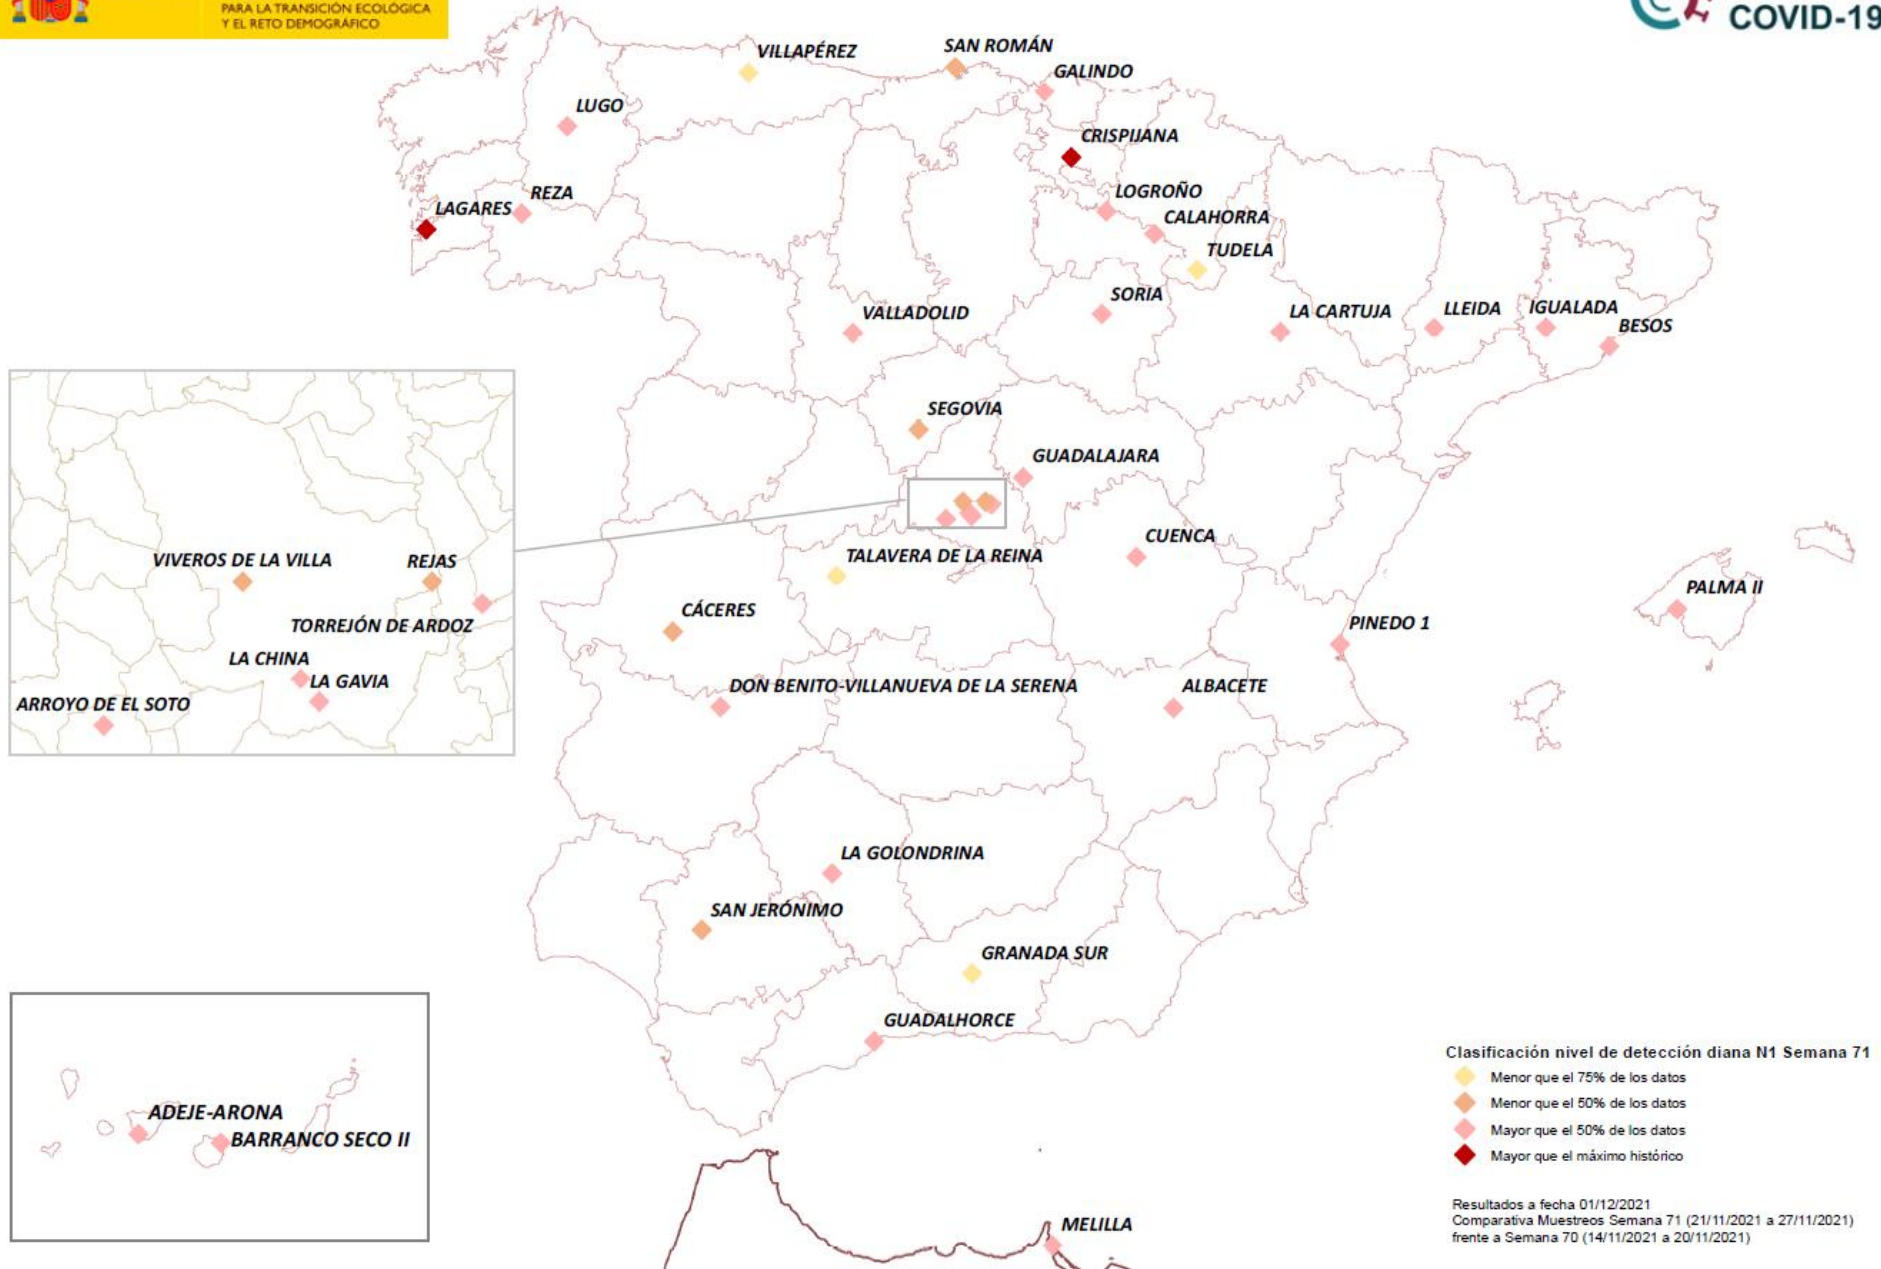 PARA LA TRANSICIÓN ECOLÓGICA
Y EL RETO DEMOGRÁFICO
COVID-19
VILLAPÉREZ
SAN ROMÁN
GALINDO
LUGO
CRISPIJANA
REZA
LOGROÑO
LAGARES
CALAHORRA
TUDELA
SORIA
VALLADOLID
LA CARTUJA
LLEIDA
IGUALADA
BESOS
SEGOVIA
GUADALAJARA
CUENCA
TALAVERA DE LA REINA
VIVEROS DE LA VILLA
REJAS
PALMA II
CÁCERES
TORREJÓN DE ARDOZ
PINEDO 1
LA CHINA
LA GAVIA
DON BENITO-VILLANUEVA DE LA SERENA
ALBACETE
ARROYO DE EL SOTO
LA GOLONDRINA
SAN JERÓNIMO
GRANADA SUR
GUADALHORCE
ADEJE-ARONA
BARRANCO SECO II
MELILLA
Clasificación nivel de detección diana N1 Semana 71
Menor que el 75% de los datos
Menor que el 50% de los datos
Mayor que el 50% de los datos
Mayor que el máximo histórico
Resultados a fecha 01/12/2021
Comparativa Muestreos Semana 71 (21/11/2021 a 27/11/2021)
frente a Semana 70 (14/11/2021 a 20/11/2021)